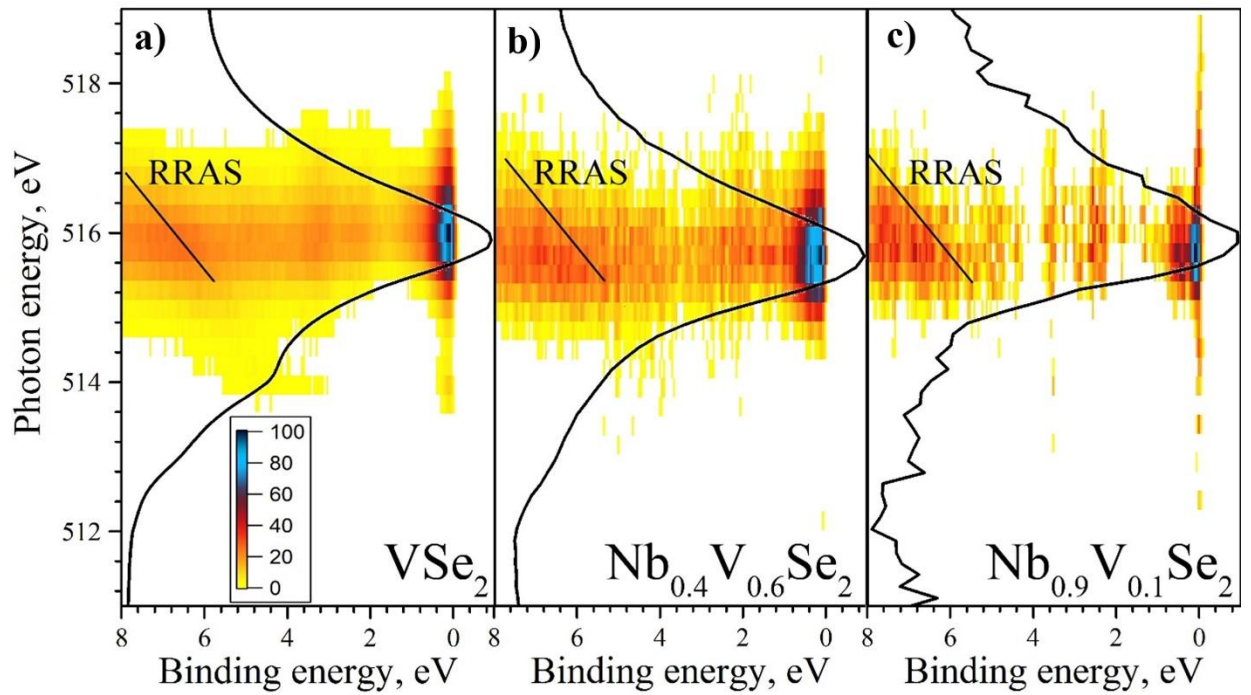 a)
b)
c)
Photon energy, eV
518
516
514
512
RRAS
RRAS
RRAS
100
80
60
40
20
0
VSe2
Nb0.4V0.6Se2
Nb0.9V0.1Se2
8 6 4 2 0
8 6 4 2 0
8 6 4 2 0
Binding energy, eV
Binding energy, eV
Binding energy, eV